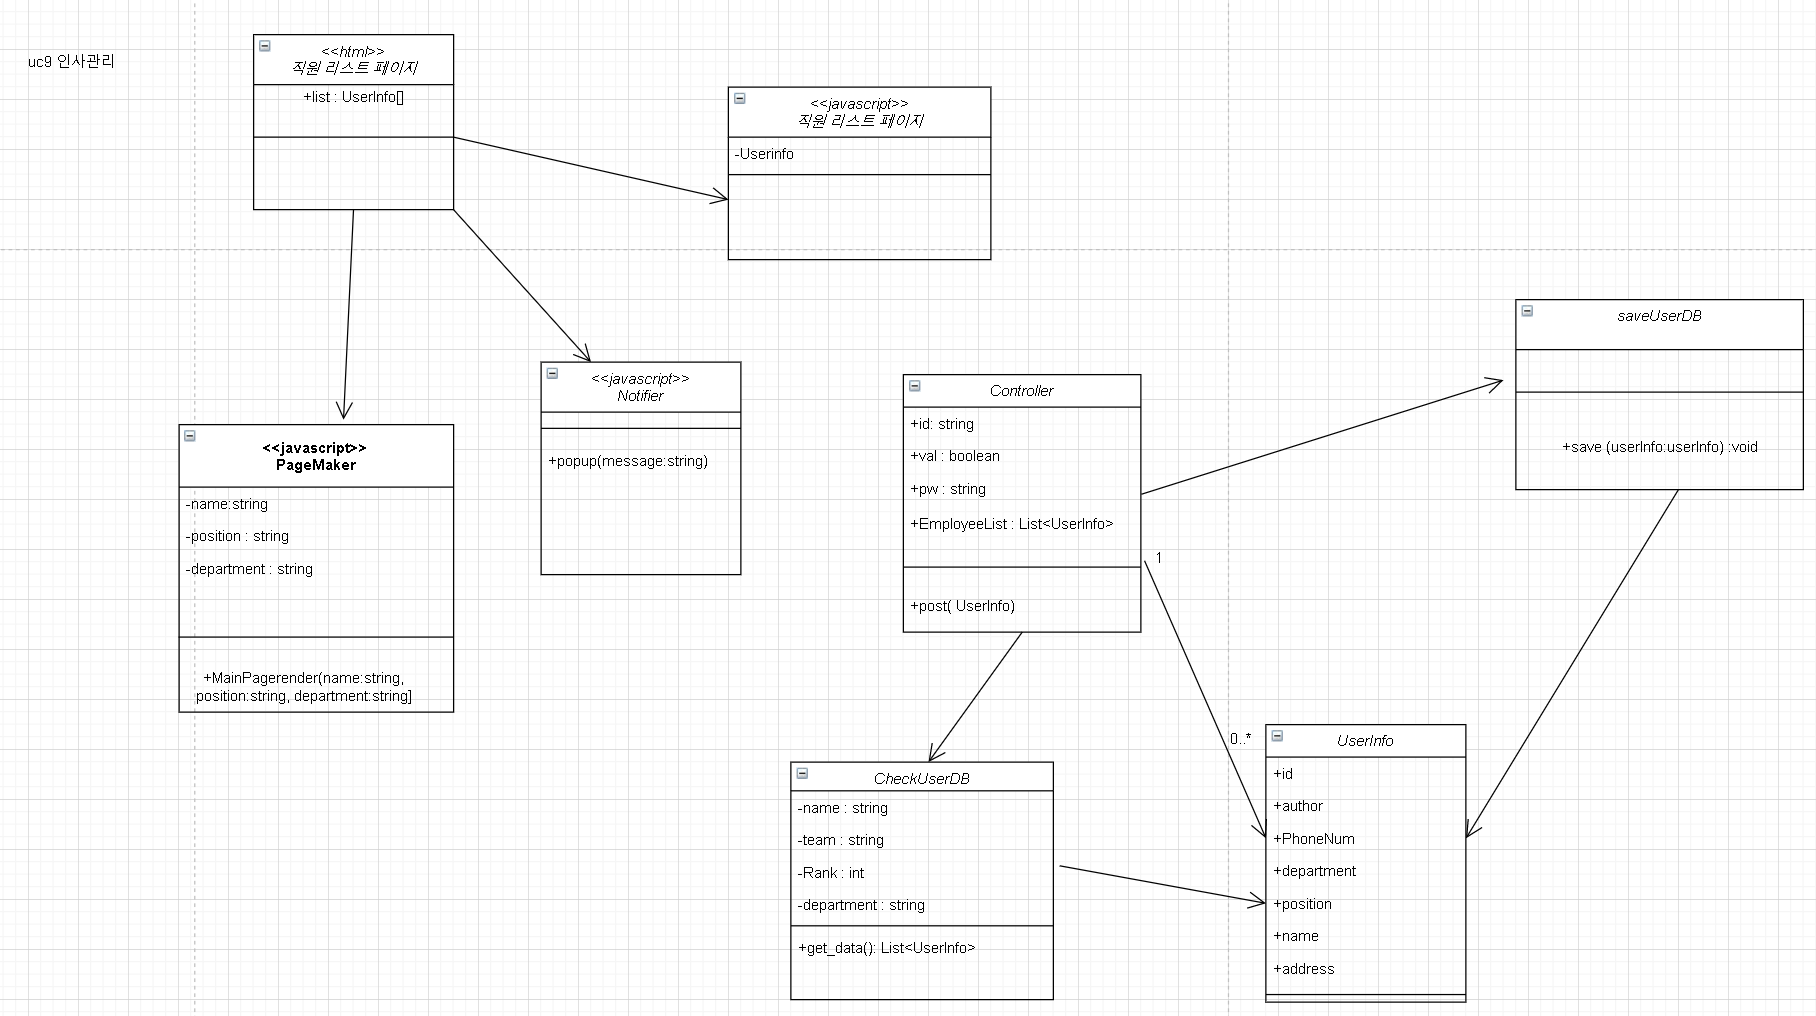 uc9 인사관리
<<html>>
직원 리스트 페이지
+list : UserInfo[]
<<javascript>>
직원 리스트 페이지
-Userinfo
<<javascript>>
PageMaker
-name:string
-position : string
-department : string
+MainPagerender(name:string,
position:string, department:string]
<<javascript>>
Notifier
+popup(message:string)
Controller
+id: string
+val : boolean
+pw : string
+EmployeeList : List<UserInfo>
+post( UserInfo)
saveUserDB
+save (userInfo:userInfo) :void
1
0..*
CheckUserDB
-name : string
-team : string
-Rank : int
-department : string
+get_data(): List<UserInfo>
UserInfo
+id
+author
+PhoneNum
+department
+position
+name
+address